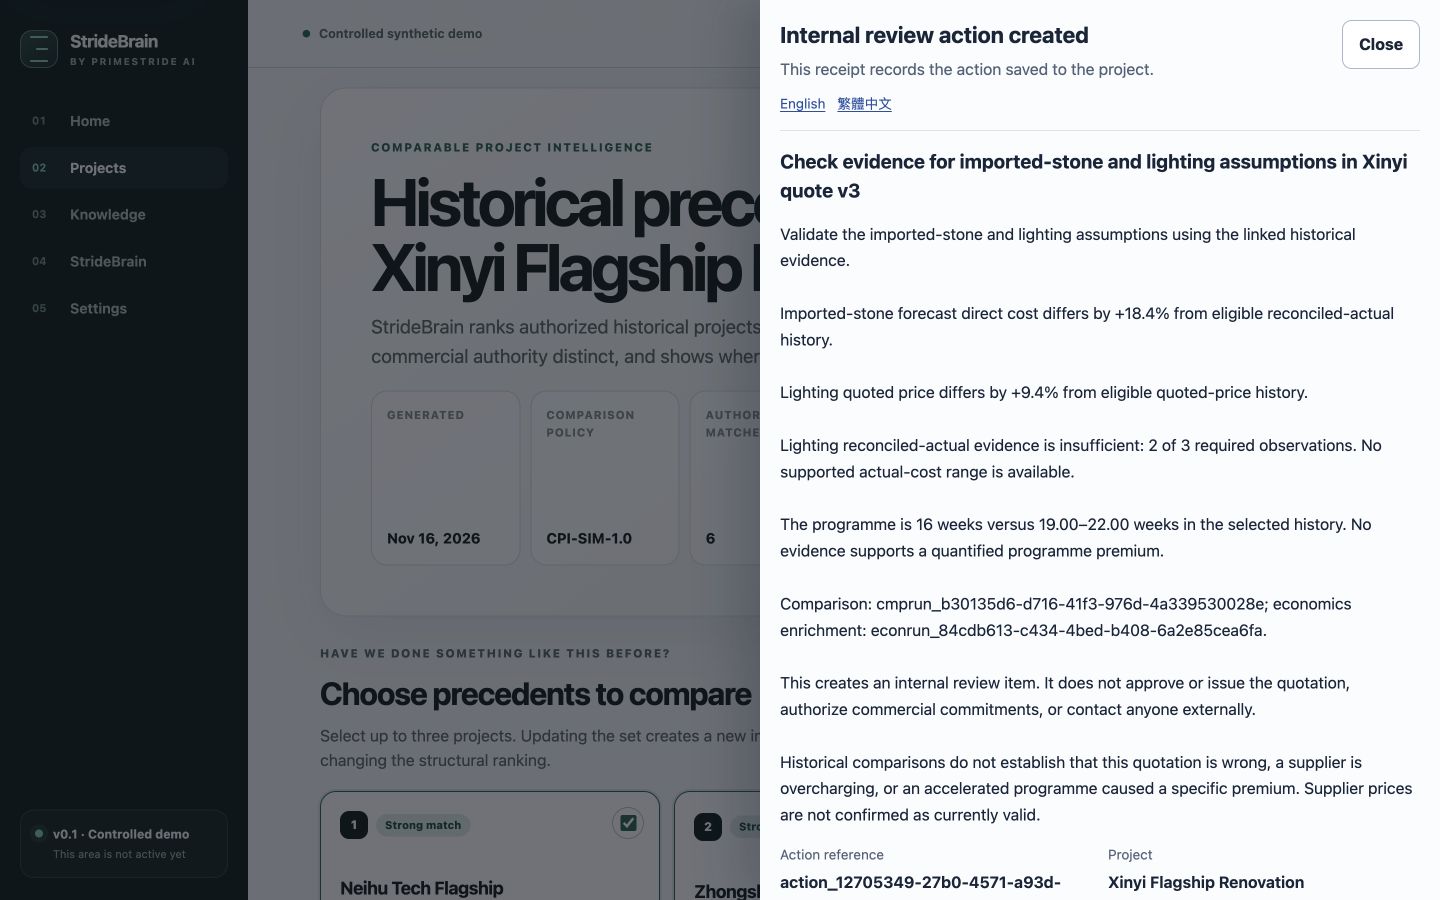 StrideBrain
BY PRIMESTRIDE AI
01 Home
02 Projects
03 Knowledge
04 StrideBrain
05 Settings
v0.1 · Controlled demo
This area is not active yet
Controlled synthetic demo
COMPARABLE PROJECT INTELLIGENCE
Historical prec
Xinyi Flagship
StrideBrain ranks authorized historical projects
commercial authority distinct, and shows wher
GENERATED
Nov 16, 2026
COMPARISON
POLICY
CPI-SIM-1.0
AUTHOR
MATCHE
6
HAVE WE DONE SOMETHING LIKE THIS BEFORE?
Choose precedents to compare
Select up to three projects. Updating the set creates a new in
changing the structural ranking.
1 Strong match
Neihu Tech Flagship
2 Stro
Zhongsh
Internal review action created
Close
This receipt records the action saved to the project.
English 繁體中文
Check evidence for imported-stone and lighting assumptions in Xinyi
quote v3
Validate the imported-stone and lighting assumptions using the linked historical
evidence.
Imported-stone forecast direct cost differs by +18.4% from eligible reconciled-actual
history.
Lighting quoted price differs by +9.4% from eligible quoted-price history.
Lighting reconciled-actual evidence is insufficient: 2 of 3 required observations. No
supported actual-cost range is available.
The programme is 16 weeks versus 19.00–22.00 weeks in the selected history. No
evidence supports a quantified programme premium.
Comparison: cmprun_b30135d6-d716-41f3-976d-4a339530028e; economics
enrichment: econrun_84cdb613-c434-4bed-b408-6a2e85cea6fa.
This creates an internal review item. It does not approve or issue the quotation,
authorize commercial commitments, or contact anyone externally.
Historical comparisons do not establish that this quotation is wrong, a supplier is
overcharging, or an accelerated programme caused a specific premium. Supplier prices
are not confirmed as currently valid.
Action reference
action_12705349-27b0-4571-a93d-
Project
Xinyi Flagship Renovation